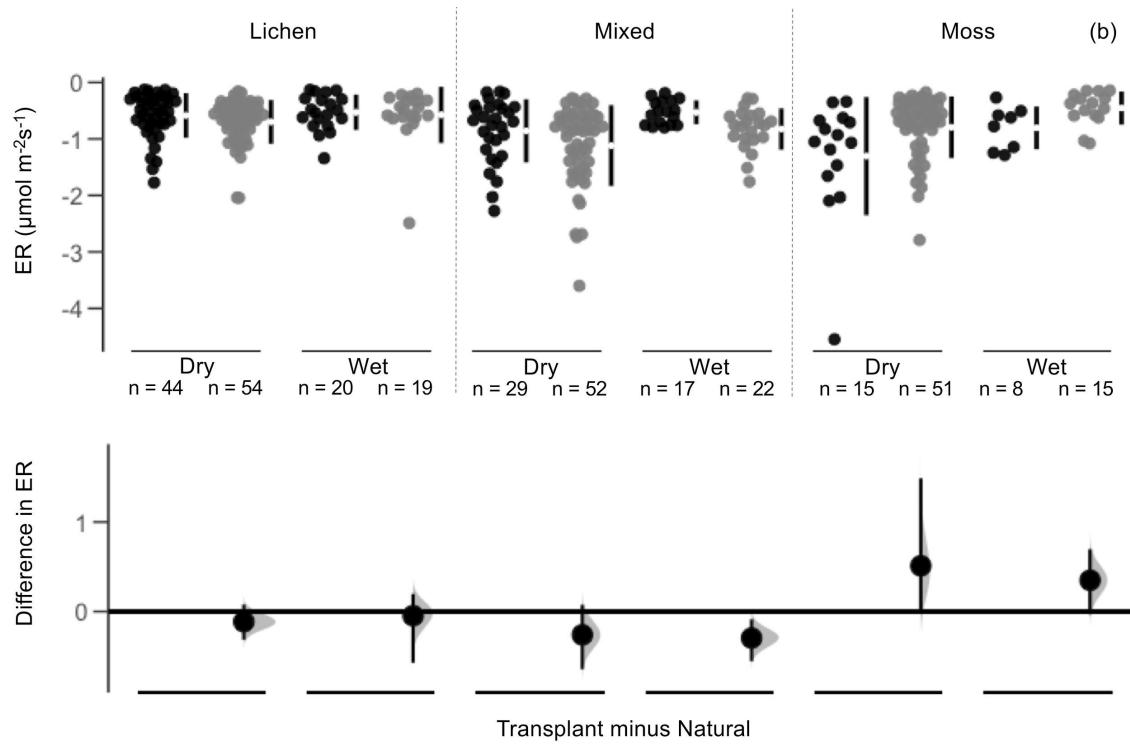 Lichen Mixed Moss (b)
0
-1
-2
-3
-4
ER (µmol m-2s-1)
Dry Wet Dry Wet Dry Wet
n = 44 n = 54 n = 20 n =19 n = 29 n = 52 n = 17 n = 22 n = 15 n = 51 n = 8 n = 15
Difference in ER
1
0
Transplant minus Natural